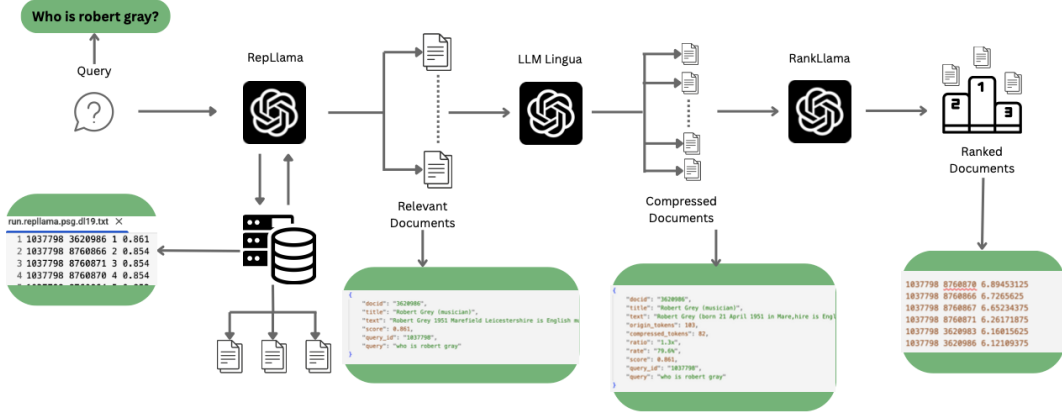 Who is robert gray?
Query
RepLlama
LLM Lingua
RankLlama
2
1
3
Ranked
Documents
Relevant
Documents
Compressed
Documents
run.repllama.psg.dl19.txt ×
1 1037798 3620986 1 0.861
2 1037798 8760866 2 0.854
3 1037798 8760871 3 0.854
4 1037798 8760870 4 0.854
{
"docid": "3620986",
"title": "Robert Grey (musician)",
"text": "Robert Grey 1951 Marefield Leicestershire is English
"score": 0.861,
"query_id": "1037798",
"query": "who is robert gray"
}
{
"docid": "3620986",
"title": "Robert Grey (musician)",
"text": "Robert Grey (born 21 April 1951 in Mare,hire is Engl
"origin_tokens": 103,
"compressed_tokens": 82,
"ratio": "1.3x",
"rate": "79.6%",
"score": 0.861,
"query_id": "1037798",
"query": "who is robert gray"
}
1037798 8760870 6.89453125
1037798 8760866 6.7265625
1037798 8760867 6.65234375
1037798 8760871 6.26171875
1037798 3620983 6.16015625
1037798 3620986 6.12109375